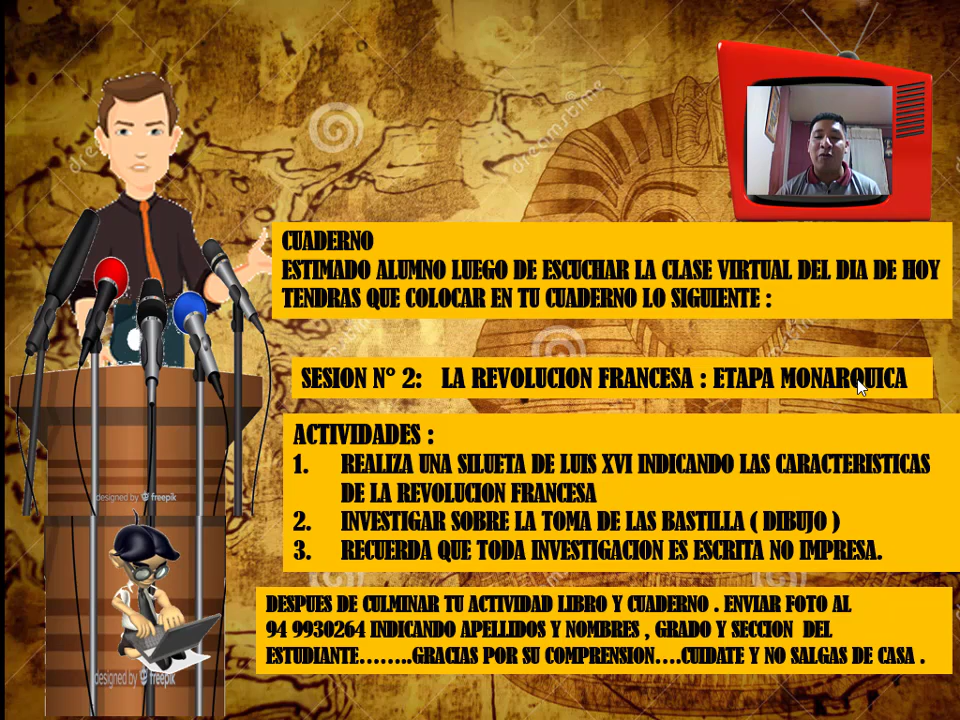 dreamstime
CUADERNO
ESTIMADO ALUMNO LUEGO DE ESCUCHAR LA CLASE VIRTUAL DEL DIA DE HOY
TENDRAS QUE COLOCAR EN TU CUADERNO LO SIGUIENTE :
SESION N° 2: LA REVOLUCION FRANCESA : ETAPA MONARQUICA
ACTIVIDADES :
1. REALIZA UNA SILUETA DE LUIS XVI INDICANDO LAS CARACTERISTICAS
DE LA REVOLUCION FRANCESA
2. INVESTIGAR SOBRE LA TOMA DE LAS BASTILLA ( DIBUJO )
3. RECUERDA QUE TODA INVESTIGACION ES ESCRITA NO IMPRESA.
designed by freepik
DESPUES DE CULMINAR TU ACTIVIDAD LIBRO Y CUADERNO . ENVIAR FOTO AL
94 9930264 INDICANDO APELLIDOS Y NOMBRES , GRADO Y SECCION DEL
ESTUDIANTE........GRACIAS POR SU COMPRENSION....CUIDATE Y NO SALGAS DE CASA .
designed by freepik